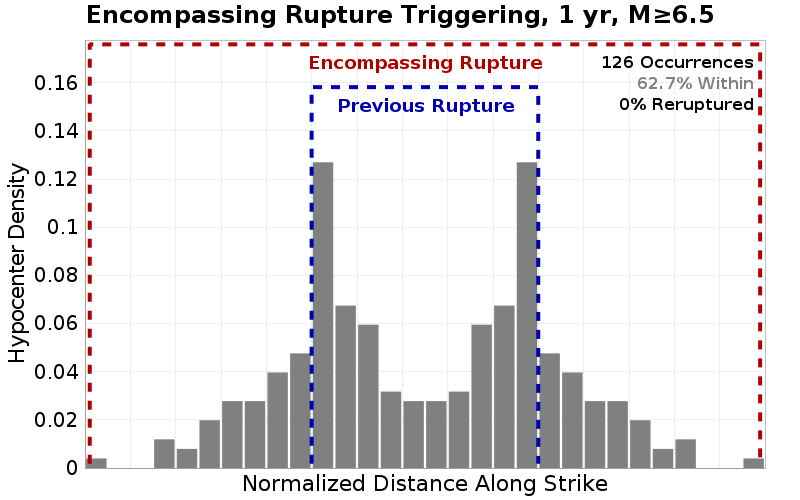 Encompassing Rupture Triggering, 1 yr, M≥6.5
Encompassing Rupture
126 Occurrences
62.7% Within
0% Reruptured
Previous Rupture
Hypocenter Density
0.16
0.14
0.12
0.1
0.08
0.06
0.04
0.02
0
Normalized Distance Along Strike